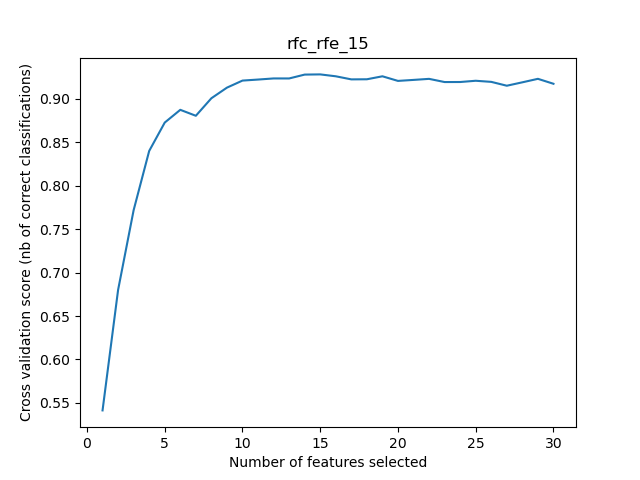 rfc_rfe_15
Cross validation score (nb of correct classifications)
0.90
0.85
0.80
0.75
0.70
0.65
0.60
0.55
0 5 10 15 20 25 30
Number of features selected